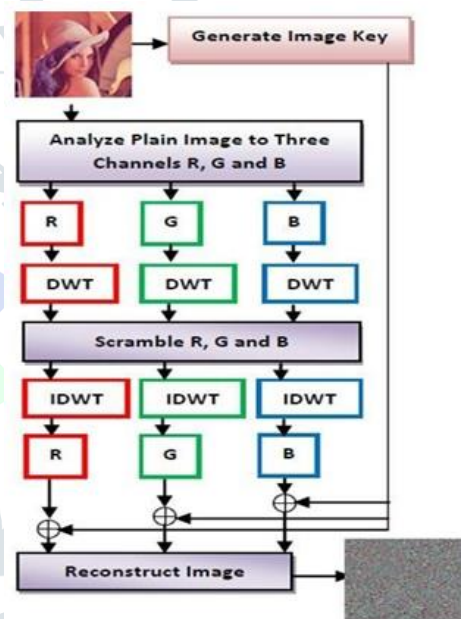 Generate Image Key
Analyze Plain Image to Three
Channels R, G and B
R G B
DWT DWT DWT
Scramble R, G and B
IDWT IDWT IDWT
R G B
Reconstruct Image